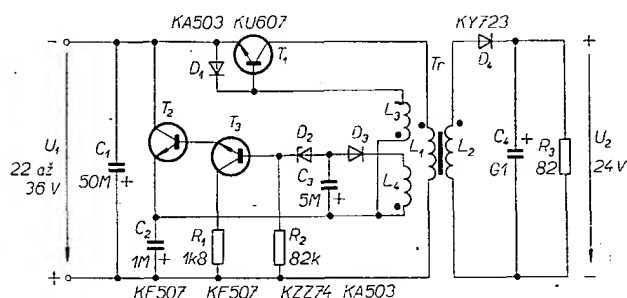 KA503 KU607 KY723
− − +
D₁ T₁ Tr D₄
T₂ T₃ D₂ D₃ L₃ L₁ L₂
U₁ C₁ C₃ L₄ C₄ + R₃ U₂
22 až 50M + 5M + G1 82 24V
36 V
C₂ R₁ R₂
1M + 1k8 82k
+ −
KF507 KF507 KZZ74 KA503